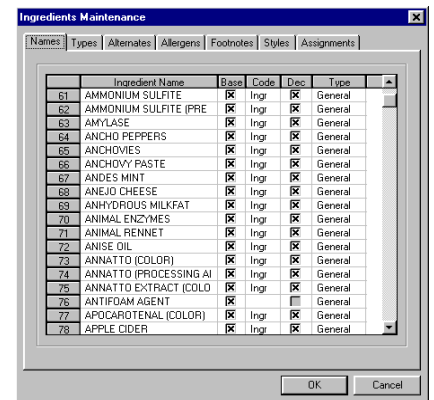 Ingredients Maintenance
Names Types Alternates Allergens Footnotes Styles Assignments
Ingredient Name Base Code Dec Type
61 AMMONIUM SULFITE Ingr General
62 AMMONIUM SULFITE (PRE Ingr General
63 AMYLASE Ingr General
64 ANCHO PEPPERS Ingr General
65 ANCHOVIES Ingr General
66 ANCHOVY PASTE Ingr General
67 ANDES MINT Ingr General
68 ANEJO CHEESE Ingr General
69 ANHYDROUS MILKFAT Ingr General
70 ANIMAL ENZYMES Ingr General
71 ANIMAL RENNET Ingr General
72 ANISE OIL Ingr General
73 ANNATTO (COLOR) Ingr General
74 ANNATTO (PROCESSING AI Ingr General
75 ANNATTO EXTRACT (COLO Ingr General
76 ANTIFOAM AGENT General
77 APOCAROTENAL (COLOR) Ingr General
78 APPLE CIDER Ingr General
OK Cancel